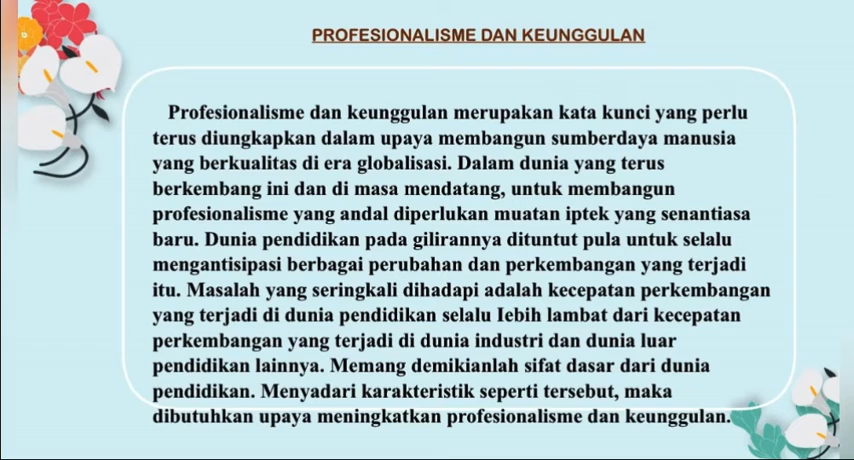 PROFESIONALISME DAN KEUNGGULAN
Profesionalisme dan keunggulan merupakan kata kunci yang perlu
terus diungkapkan dalam upaya membangun sumberdaya manusia
yang berkualitas di era globalisasi. Dalam dunia yang terus
berkembang ini dan di masa mendatang, untuk membangun
profesionalisme yang andal diperlukan muatan iptek yang senantiasa
baru. Dunia pendidikan pada gilirannya dituntut pula untuk selalu
mengantisipasi berbagai perubahan dan perkembangan yang terjadi
itu. Masalah yang seringkali dihadapi adalah kecepatan perkembangan
yang terjadi di dunia pendidikan selalu Iebih lambat dari kecepatan
perkembangan yang terjadi di dunia industri dan dunia luar
pendidikan lainnya. Memang demikianlah sifat dasar dari dunia
pendidikan. Menyadari karakteristik seperti tersebut, maka
dibutuhkan upaya meningkatkan profesionalisme dan keunggulan.